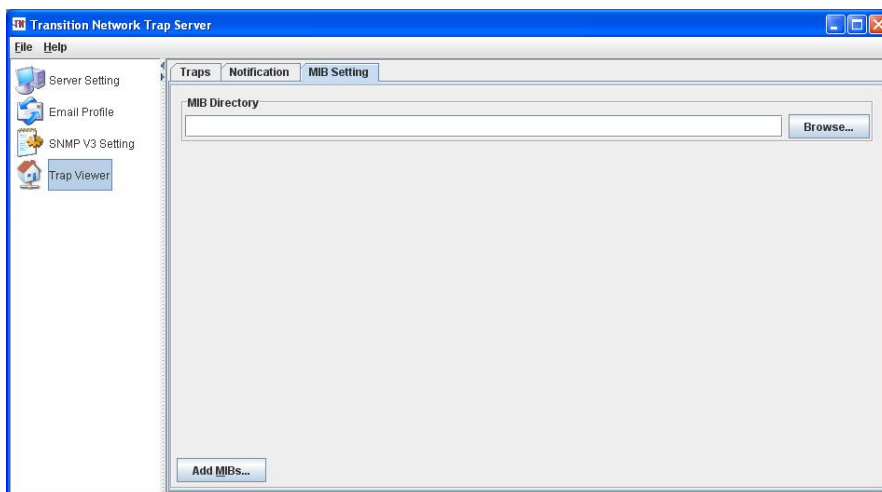 Transition Network Trap Server
File Help
Server Setting
Email Profile
SNMP V3 Setting
Trap Viewer
Traps Notification MIB Setting
MIB Directory
Browse...
Add MIBs...